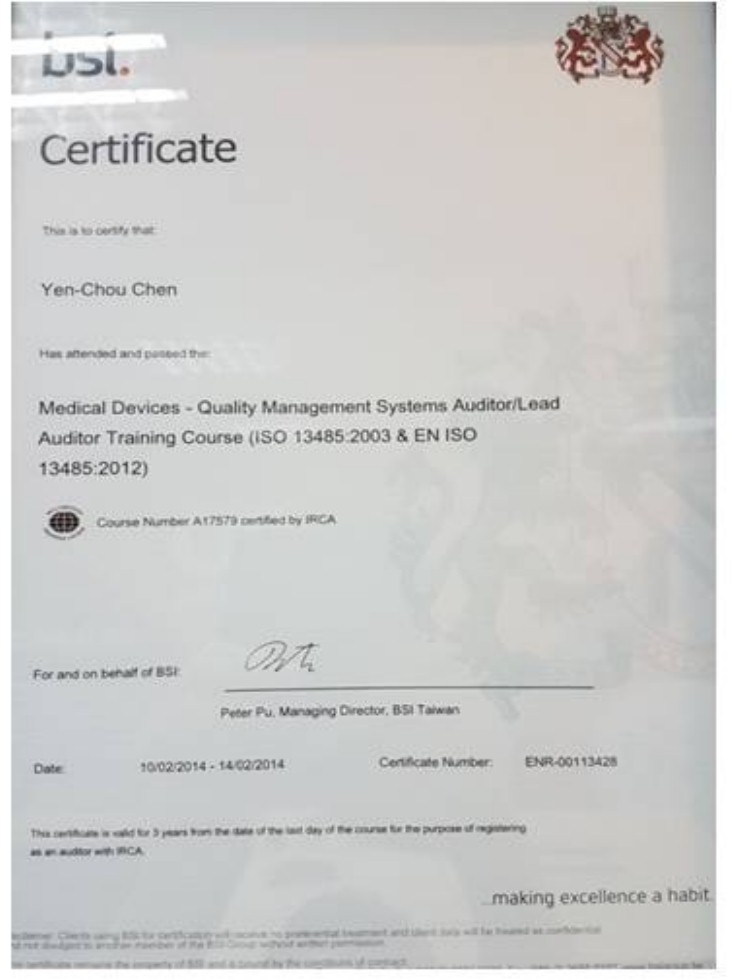 bsi.
Certificate
This is to certify that:
Yen-Chou Chen
Has attended and passed the:
Medical Devices - Quality Management Systems Auditor/Lead
Auditor Training Course (ISO 13485:2003 & EN ISO
13485:2012)
Course Number A17579 certified by IRCA
For and on behalf of BSI:
Peter Pu, Managing Director, BSI Taiwan
Date: 10/02/2014 - 14/02/2014 Certificate Number: ENR-00113428
This certificate is valid for 3 years from the date of the last day of the course for the purpose of registering
as an auditor with IRCA.
...making excellence a habit.
Clients using BSI for certification will receive no preferential treatment and client data will be treated as confidential
and not divulged to another member of the BSI Group without written permission
certificate remains the property of BSI and is bound by the conditions of contract